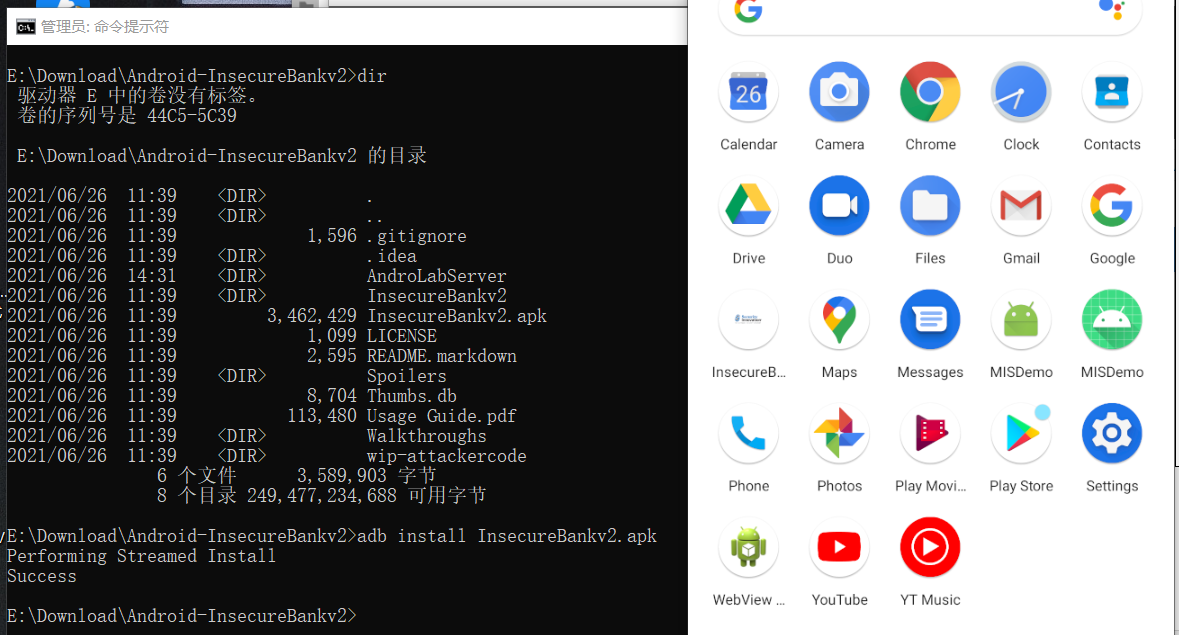 管理员: 命令提示符
E:\Download\Android-InsecureBankv2>dir
驱动器 E 中的卷没有标签。
卷的序列号是 44C5-5C39
E:\Download\Android-InsecureBankv2 的目录
2021/06/26  11:39    <DIR>          .
2021/06/26  11:39    <DIR>          ..
2021/06/26  11:39             1,596 .gitignore
2021/06/26  11:39    <DIR>          .idea
2021/06/26  14:31    <DIR>          AndroLabServer
2021/06/26  11:39    <DIR>          InsecureBankv2
2021/06/26  11:39         3,462,429 InsecureBankv2.apk
2021/06/26  11:39             1,099 LICENSE
2021/06/26  11:39             2,595 README.markdown
2021/06/26  11:39    <DIR>          Spoilers
2021/06/26  11:39             8,704 Thumbs.db
2021/06/26  11:39           113,480 Usage Guide.pdf
2021/06/26  11:39    <DIR>          Walkthroughs
2021/06/26  11:39    <DIR>          wip-attackercode
6 个文件      3,589,903 字节
8 个目录 249,477,234,688 可用字节
E:\Download\Android-InsecureBankv2>adb install InsecureBankv2.apk
Performing Streamed Install
Success
E:\Download\Android-InsecureBankv2>
26
Calendar Camera Chrome Clock Contacts
Drive Duo Files Gmail Google
InsecureB... Maps Messages MISDemo MISDemo
Phone Photos Play Movi... Play Store Settings
WebView ... YouTube YT Music